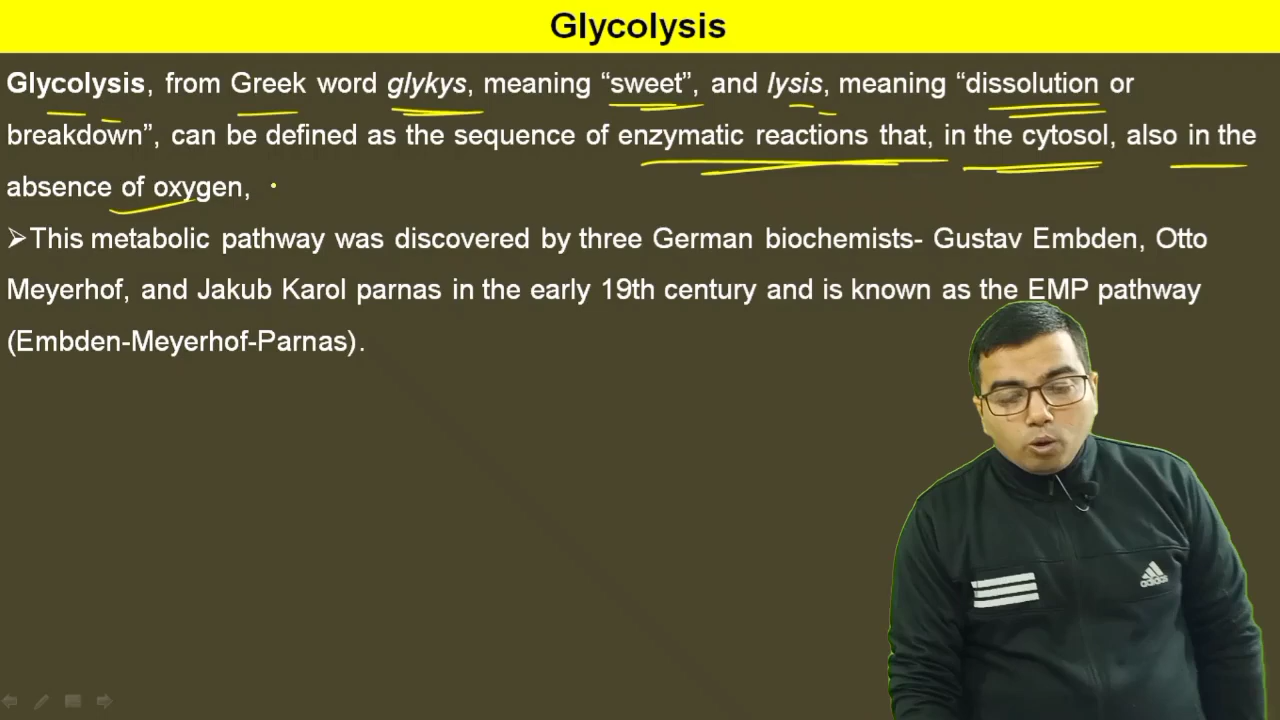 Glycolysis
Glycolysis, from Greek word glykys, meaning “sweet”, and lysis, meaning “dissolution or
breakdown”, can be defined as the sequence of enzymatic reactions that, in the cytosol, also in the
absence of oxygen,
➢This metabolic pathway was discovered by three German biochemists- Gustav Embden, Otto
Meyerhof, and Jakub Karol parnas in the early 19th century and is known as the EMP pathway
(Embden-Meyerhof-Parnas).
adidas